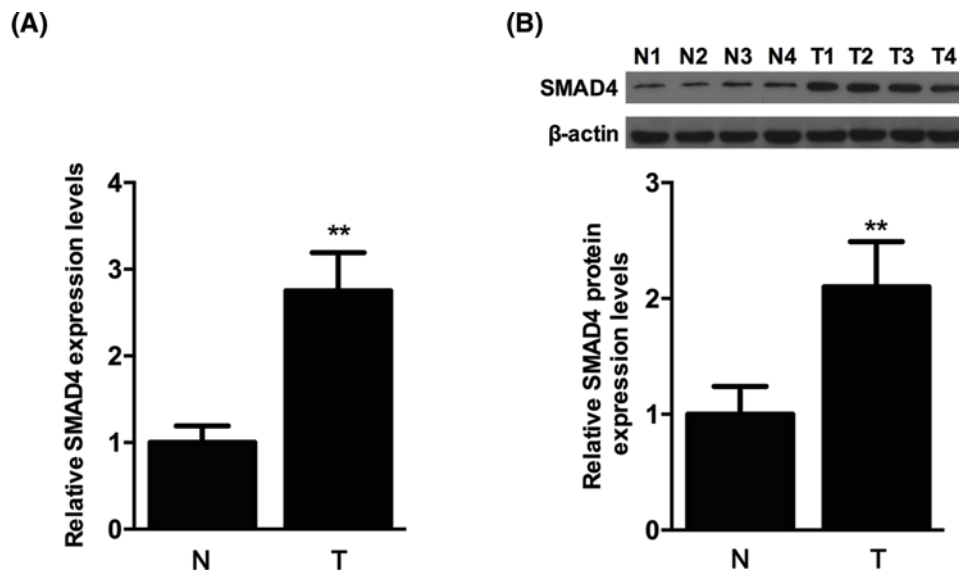 (A)
Relative SMAD4 expression levels
4
3
2
1
0
**
N
T
(B)
N1 N2 N3 N4 T1 T2 T3 T4
SMAD4
β-actin
Relative SMAD4 protein
expression levels
3
2
1
0
**
N
T